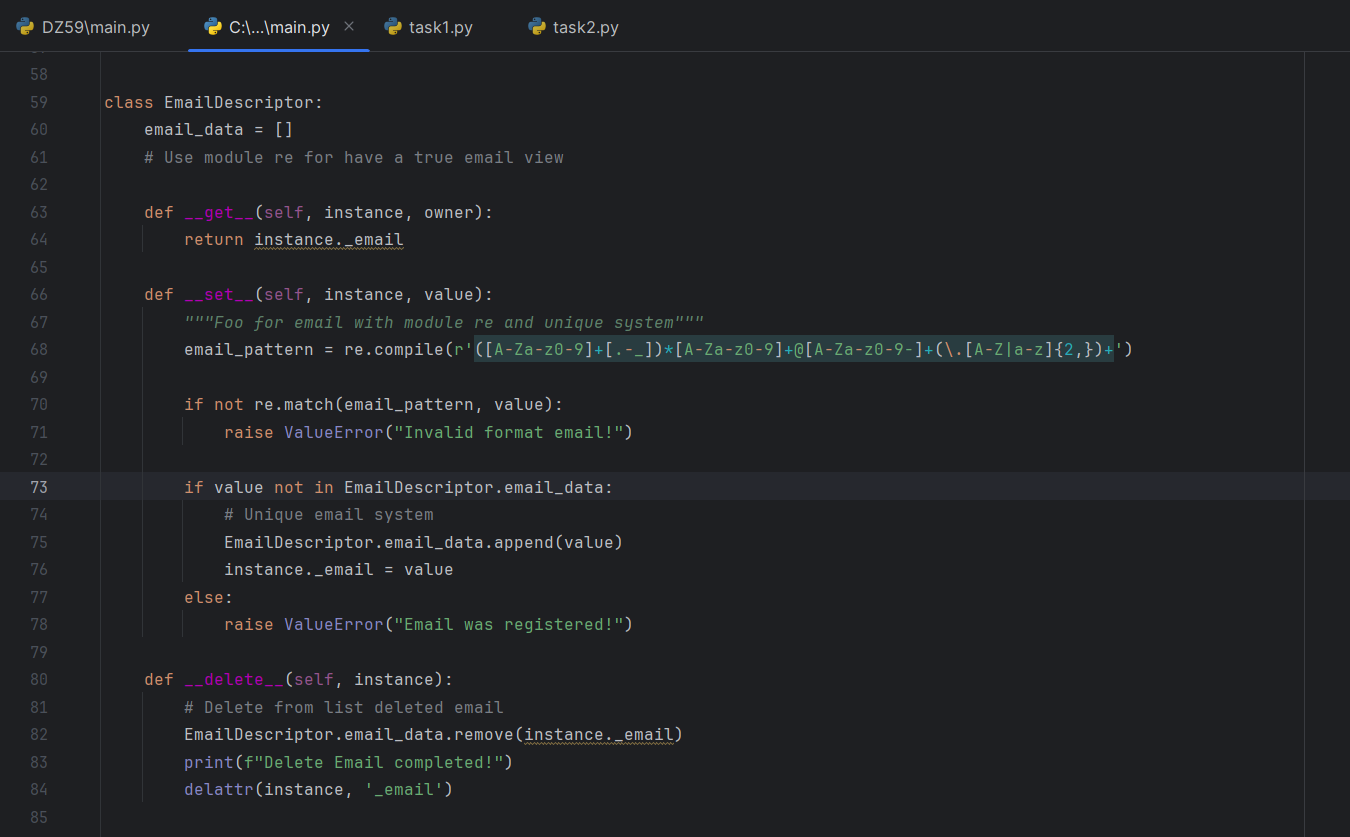 DZ59\main.py C:\...\main.py × task1.py task2.py
58
59 class EmailDescriptor:
60     email_data = []
61     # Use module re for have a true email view
62
63     def __get__(self, instance, owner):
64         return instance._email
65
66     def __set__(self, instance, value):
67         """Foo for email with module re and unique system"""
68         email_pattern = re.compile(r'([A-Za-z0-9]+[.-_])*[A-Za-z0-9]+@[A-Za-z0-9-]+(\.[A-Z|a-z]{2,})+')
69
70         if not re.match(email_pattern, value):
71             raise ValueError("Invalid format email!")
72
73         if value not in EmailDescriptor.email_data:
74             # Unique email system
75             EmailDescriptor.email_data.append(value)
76             instance._email = value
77         else:
78             raise ValueError("Email was registered!")
79
80     def __delete__(self, instance):
81         # Delete from list deleted email
82         EmailDescriptor.email_data.remove(instance._email)
83         print(f"Delete Email completed!")
84         delattr(instance, '_email')
85